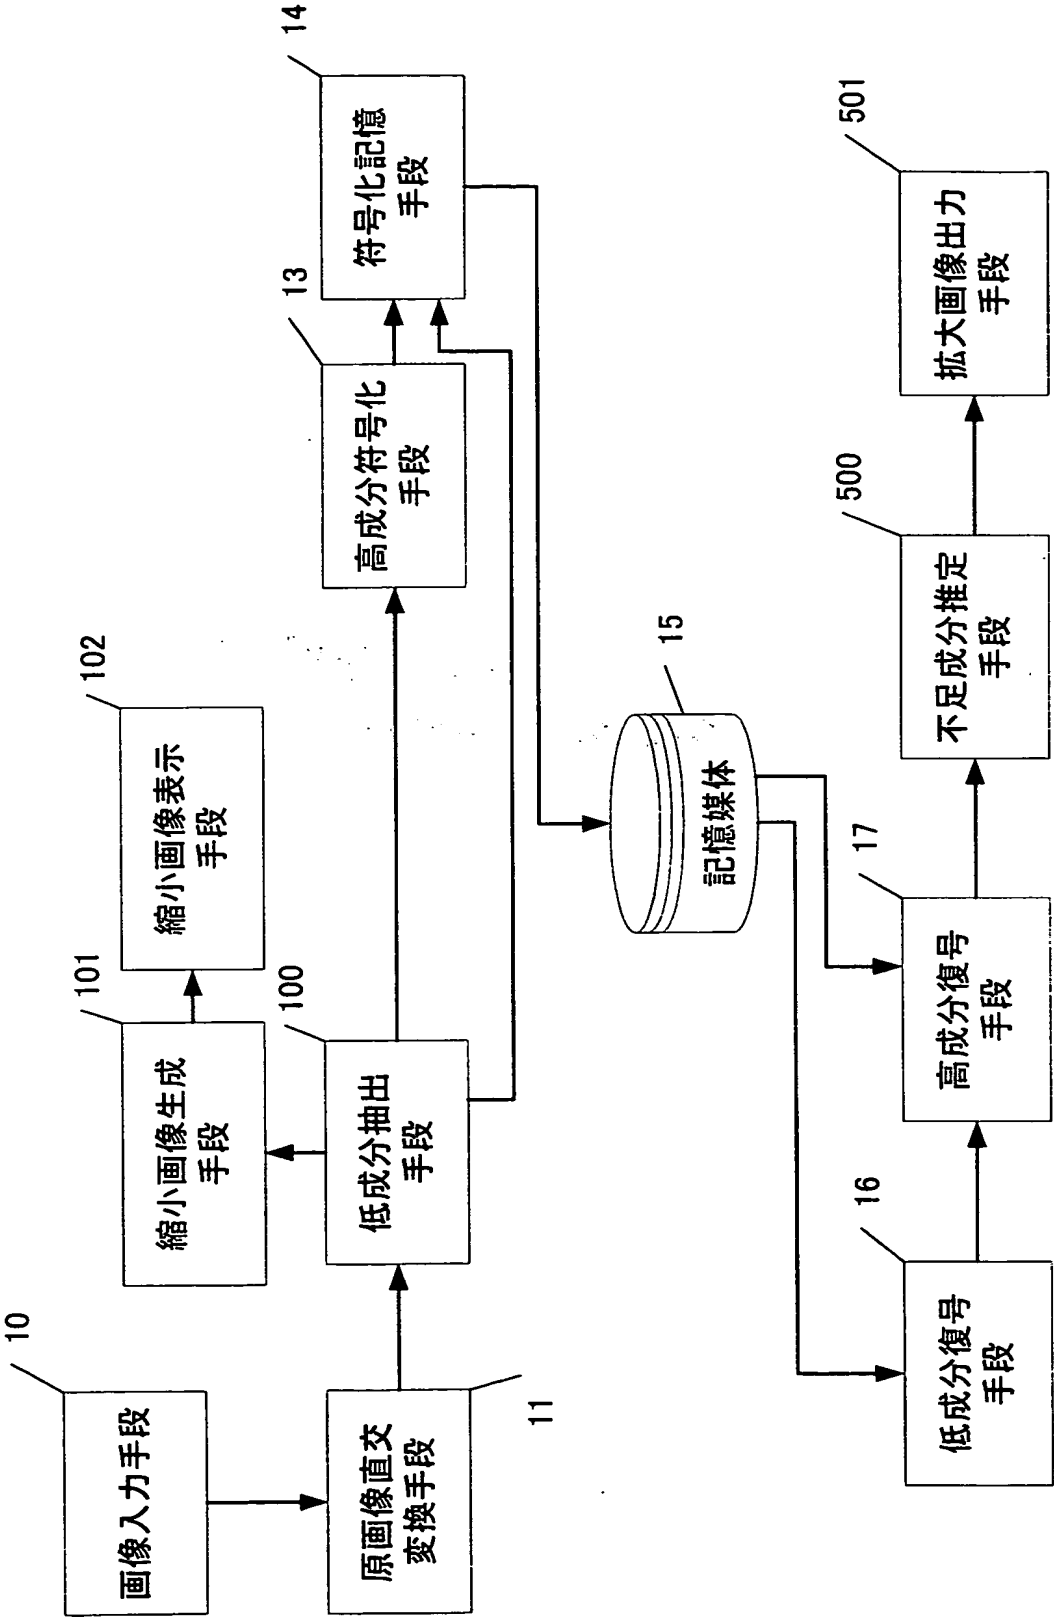 10
画像入力手段
11
原画像直交
変換手段
100
低成分抽出
手段
101
縮小画像生成
手段
102
縮小画像表示
手段
13
高成分符号化
手段
14
符号化記憶
手段
15
記憶媒体
16
低成分復号
手段
17
高成分復号
手段
500
不足成分推定
手段
501
拡大画像出力
手段